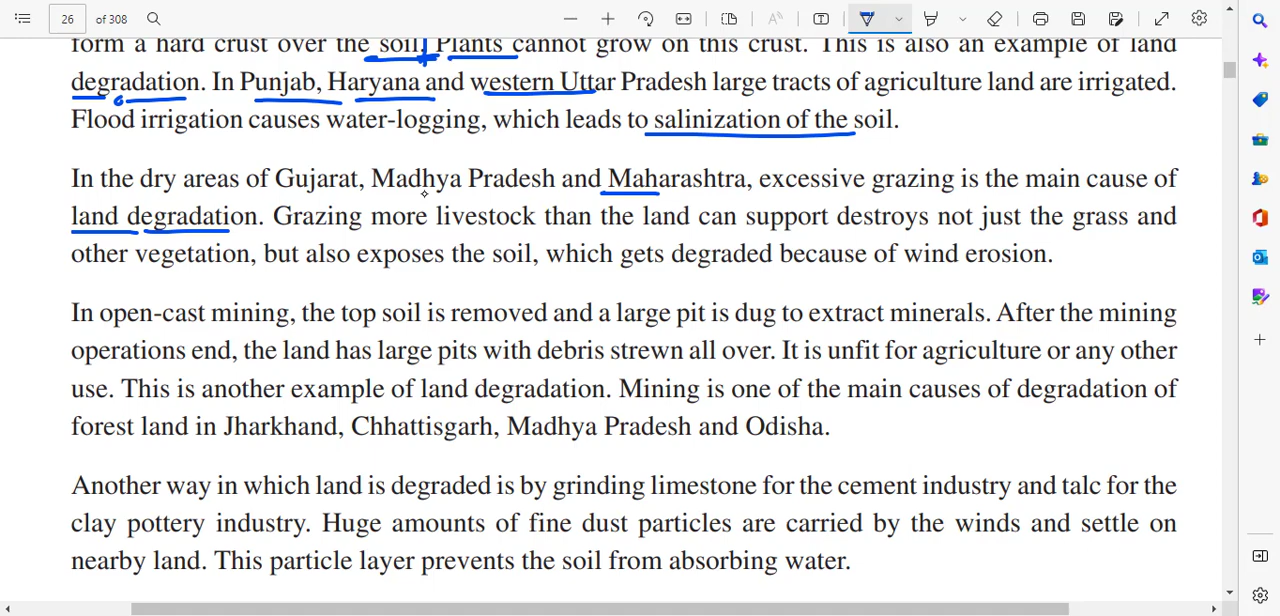 26 of 308
form a hard crust over the soil. Plants cannot grow on this crust. This is also an example of land
degradation. In Punjab, Haryana and western Uttar Pradesh large tracts of agriculture land are irrigated.
Flood irrigation causes water-logging, which leads to salinization of the soil.
In the dry areas of Gujarat, Madhya Pradesh and Maharashtra, excessive grazing is the main cause of
land degradation. Grazing more livestock than the land can support destroys not just the grass and
other vegetation, but also exposes the soil, which gets degraded because of wind erosion.
In open-cast mining, the top soil is removed and a large pit is dug to extract minerals. After the mining
operations end, the land has large pits with debris strewn all over. It is unfit for agriculture or any other
use. This is another example of land degradation. Mining is one of the main causes of degradation of
forest land in Jharkhand, Chhattisgarh, Madhya Pradesh and Odisha.
Another way in which land is degraded is by grinding limestone for the cement industry and talc for the
clay pottery industry. Huge amounts of fine dust particles are carried by the winds and settle on
nearby land. This particle layer prevents the soil from absorbing water.